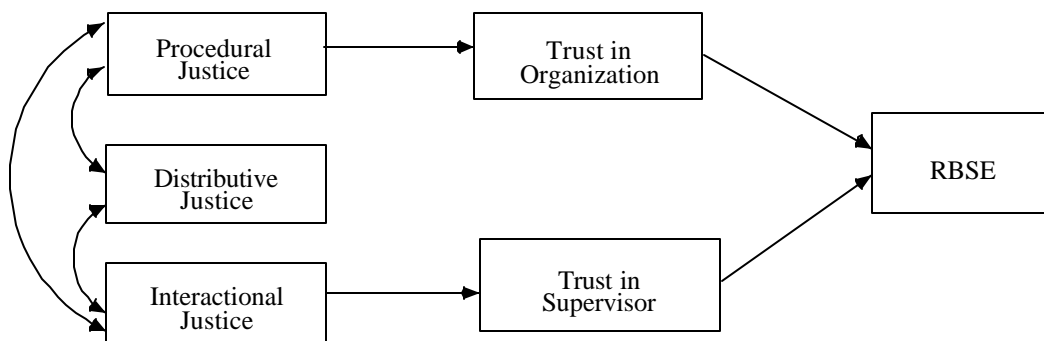 Procedural
Justice
Trust in
Organization
Distributive
Justice
RBSE
Interactional
Justice
Trust in
Supervisor